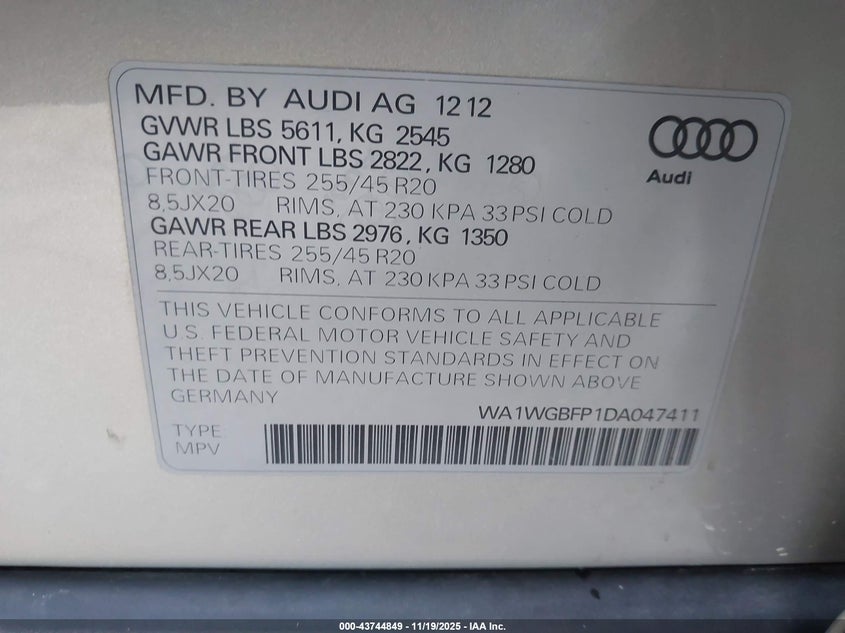 MFD. BY AUDI AG 12 12
GVWR LBS 5611, KG 2545
GAWR FRONT LBS 2822, KG 1280
FRONT-TIRES 255/45 R20
8,5JX20 RIMS, AT 230 KPA 33 PSI COLD
GAWR REAR LBS 2976, KG 1350
REAR-TIRES 255/45 R20
8,5JX20 RIMS, AT 230 KPA 33 PSI COLD
Audi
THIS VEHICLE CONFORMS TO ALL APPLICABLE
U.S. FEDERAL MOTOR VEHICLE SAFETY AND
THEFT PREVENTION STANDARDS IN EFFECT ON
THE DATE OF MANUFACTURE SHOWN ABOVE
GERMANY
WA1WGBFP1DA047411
TYPE
MPV
000-43744849 - 11/19/2025 - IAA Inc.